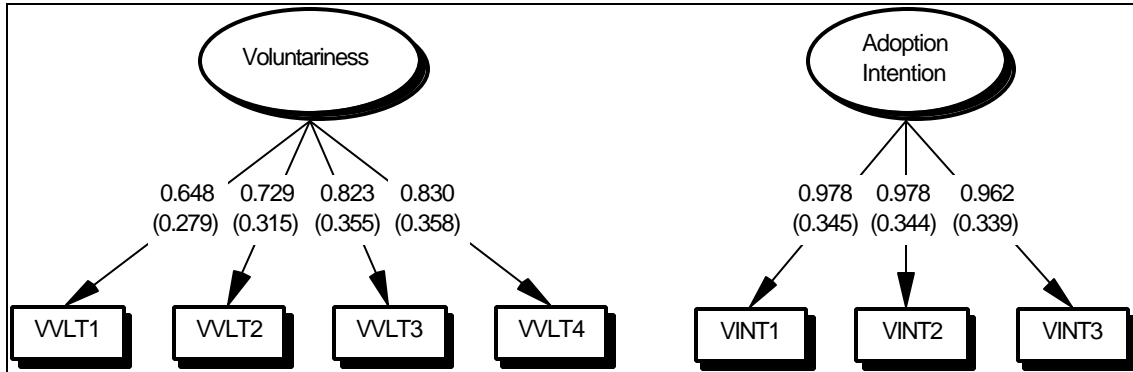 Voluntariness
Adoption
Intention
0.648 0.729 0.823 0.830
(0.279) (0.315) (0.355) (0.358)
0.978 0.978 0.962
(0.345) (0.344) (0.339)
VVLT1 VVLT2 VVLT3 VVLT4
VINT1 VINT2 VINT3